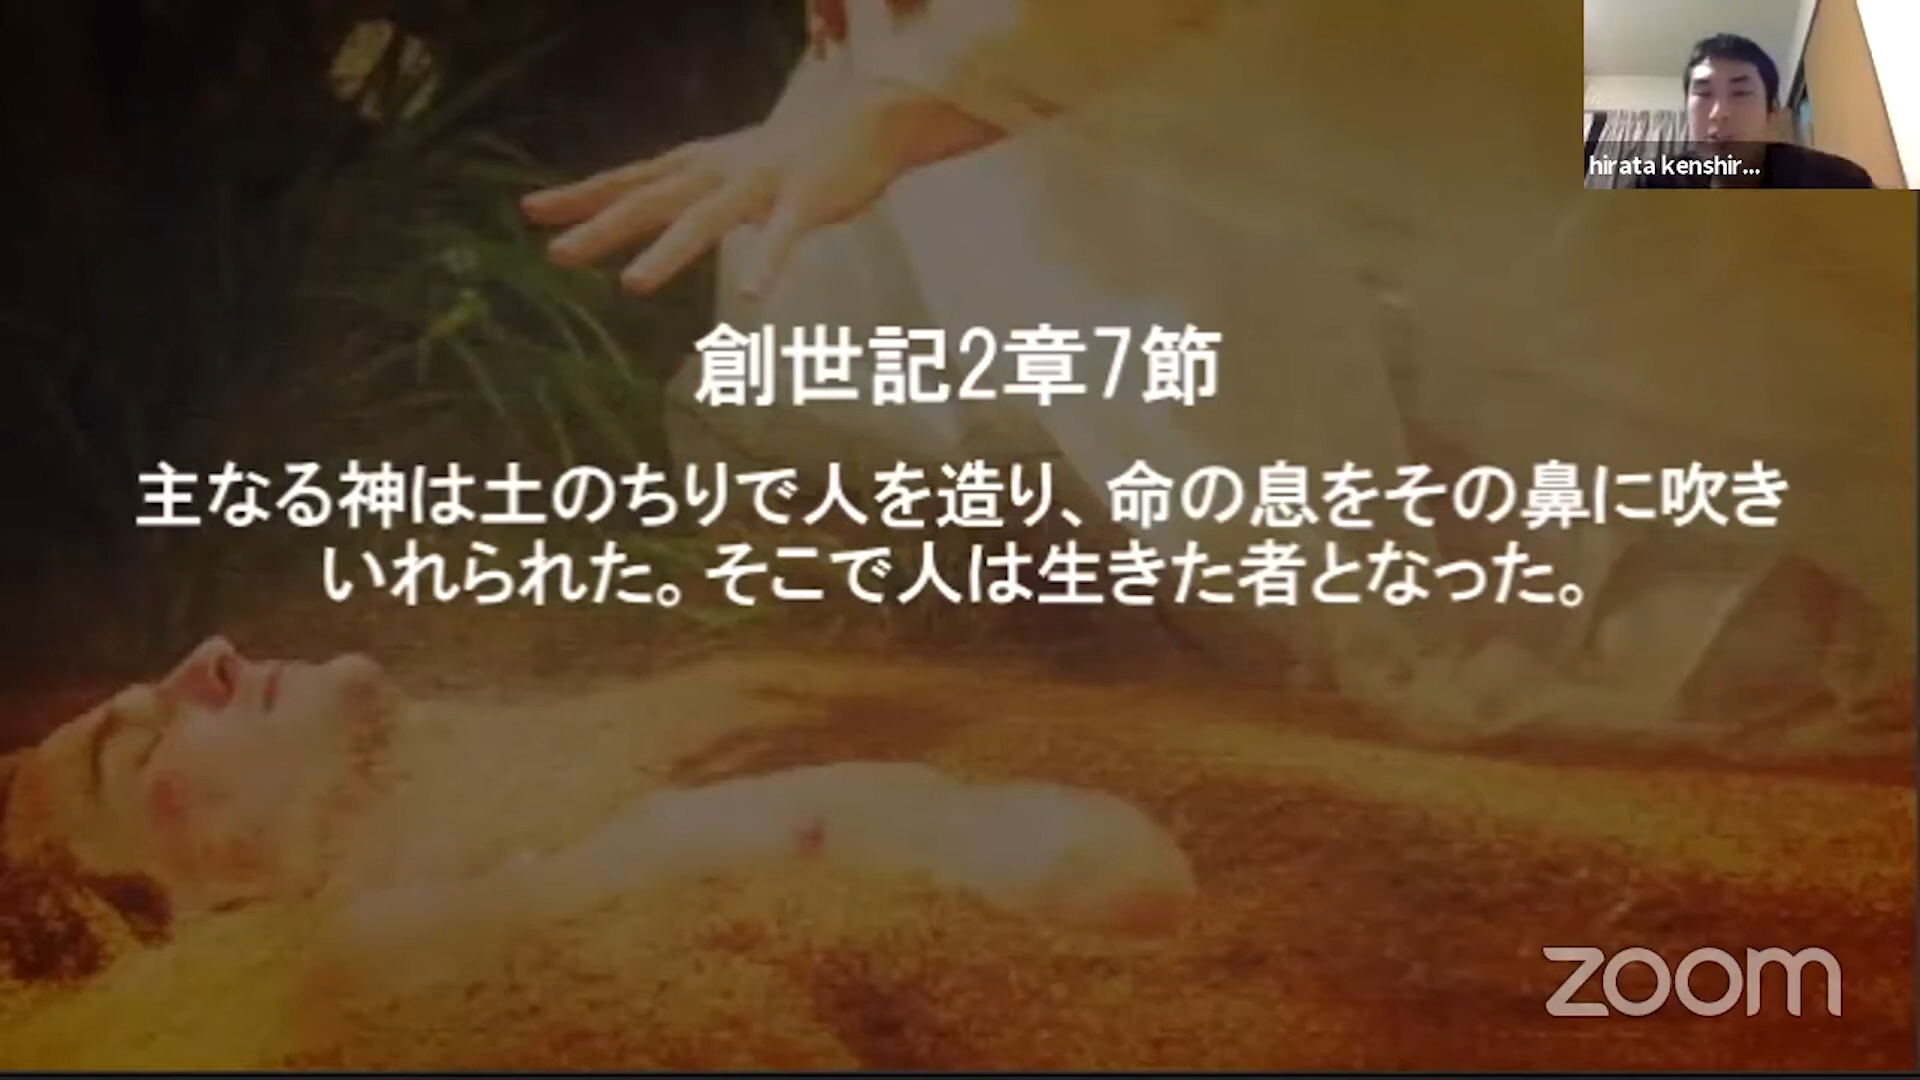 hirata kenshir...
創世記2章7節
主なる神は土のちりで人を造り、命の息をその鼻に吹き
いれられた。そこで人は生きた者となった。
zoom